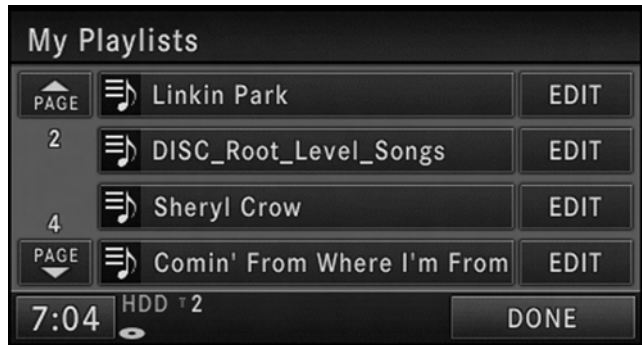 My Playlists
PAGE Linkin Park EDIT
2 DISC_Root_Level_Songs EDIT
Sheryl Crow EDIT
4
PAGE Comin' From Where I'm From EDIT
7:04 HDD T 2 DONE